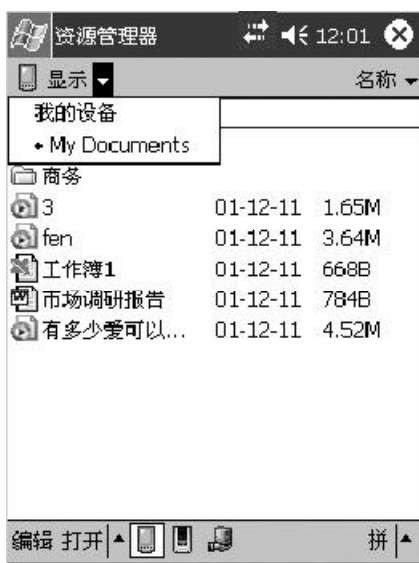 资源管理器 12:01
显示 名称
我的设备
My Documents
商务
3 01-12-11 1.65M
fen 01-12-11 3.64M
工作簿1 01-12-11 668B
市场调研报告 01-12-11 784B
有多少爱可以... 01-12-11 4.52M
编辑 打开 拼